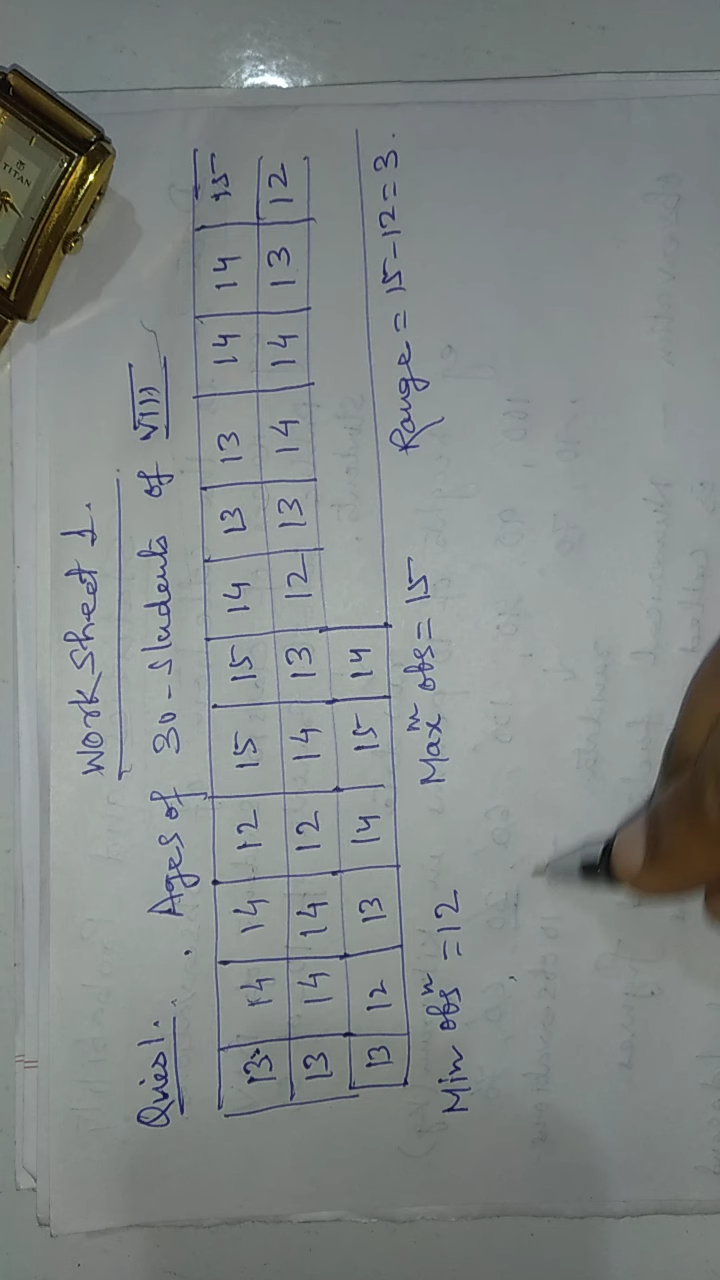 Work Sheet 1.
Ques1. . Ages of 30-students of VIII
13 14 14 12 15 15 14 13 13 14 14 15
13 14 14 12 14 13 12 13 14 14 13 12
13 12 13 14 15 14
Min obsⁿ = 12 Maxᵐ obs = 15 Range = 15-12 = 3.
TITAN